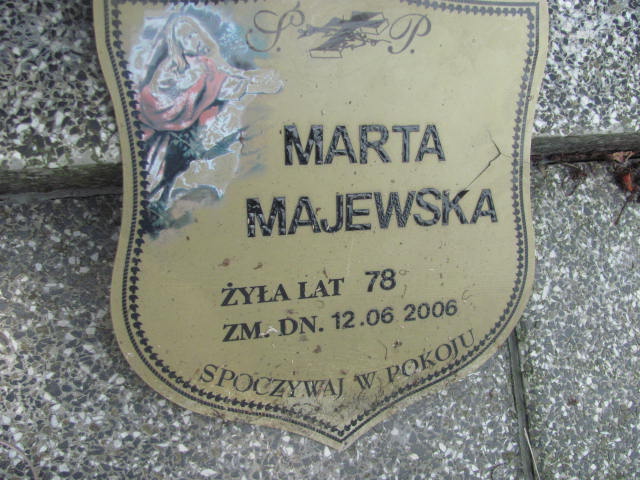 Ś. P.
MARTA
MAJEWSKA
ŻYŁA LAT 78
ZM. DN. 12.06 2006
SPOCZYWAJ W POKOJU